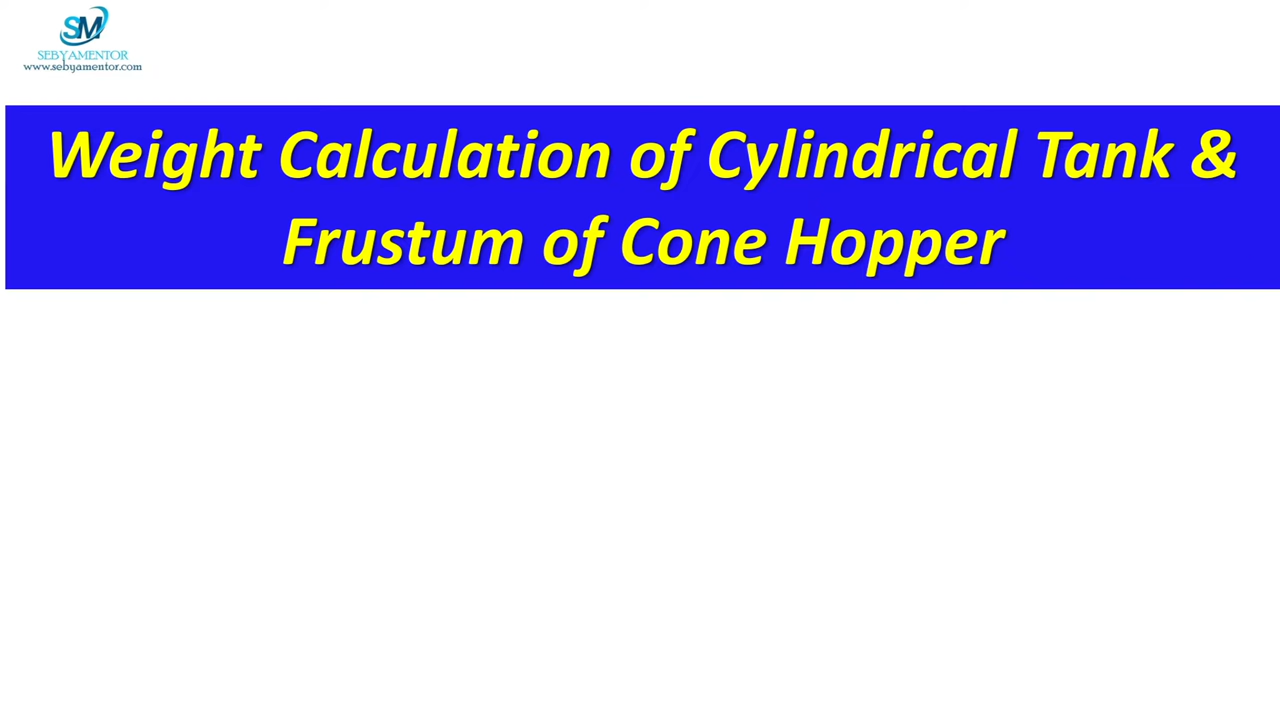 SM
SEBYAMENTOR
www.sebyamentor.com
Weight Calculation of Cylindrical Tank &
Frustum of Cone Hopper